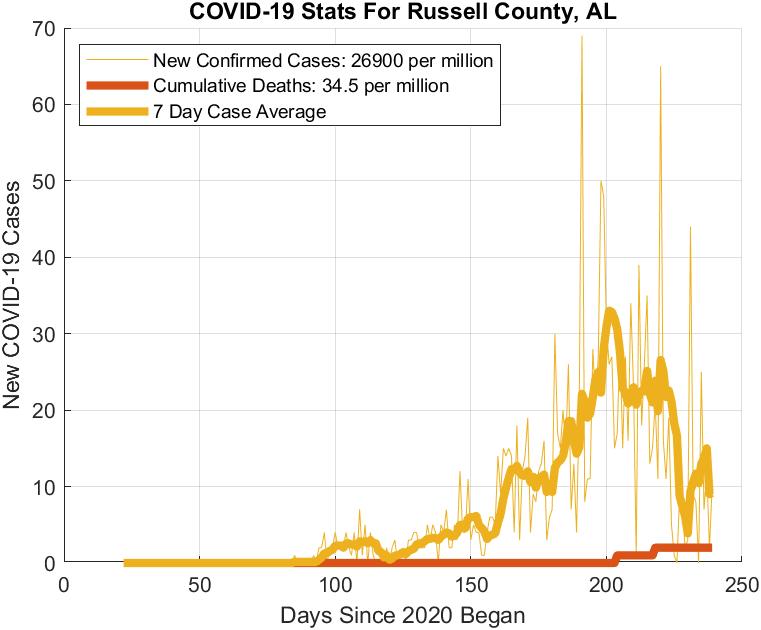 COVID-19 Stats For Russell County, AL
New Confirmed Cases: 26900 per million
Cumulative Deaths: 34.5 per million
7 Day Case Average
New COVID-19 Cases
70
60
50
40
30
20
10
0
0 50 100 150 200 250
Days Since 2020 Began